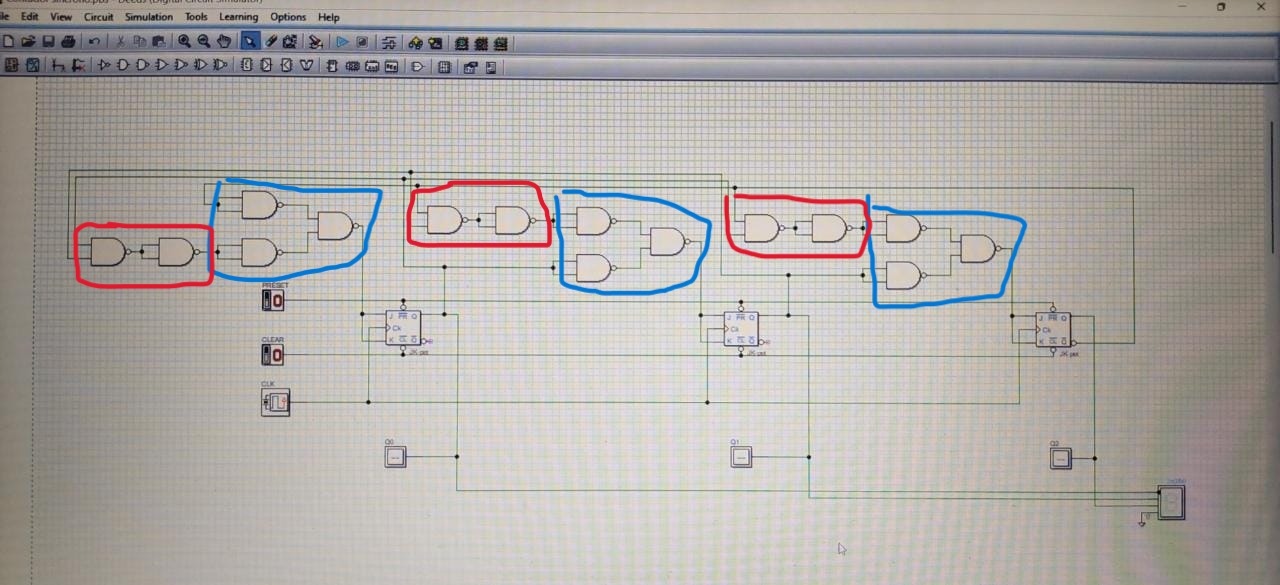 Edit View Circuit Simulation Tools Learning Options Help
PRESET
0
J PR Q
Ck
K CL Q
JK-pet
J PR Q
Ck
K CL Q
JK-pet
J PR Q
Ck
K CL Q
JK-pet
CLEAR
0
CLK
Q0
Q1
Q2
0